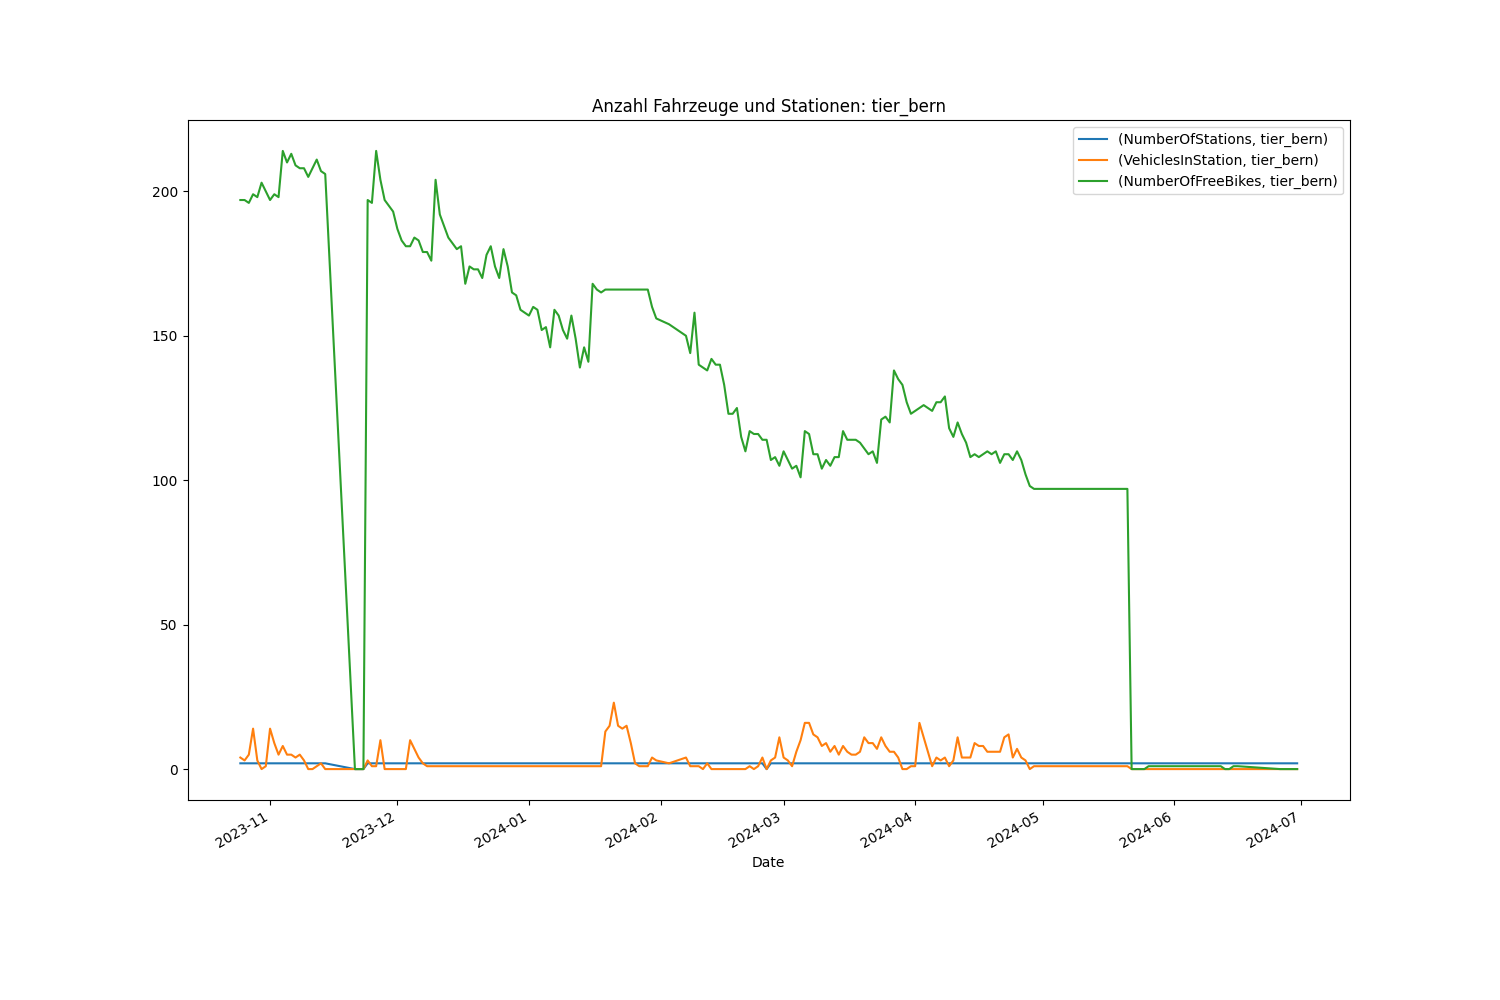 Anzahl Fahrzeuge und Stationen: tier_bern
(NumberOfStations, tier_bern)
(VehiclesInStation, tier_bern)
(NumberOfFreeBikes, tier_bern)
200
150
100
50
0
2023-11
2023-12
2024-01
2024-02
2024-03
2024-04
2024-05
2024-06
2024-07
Date